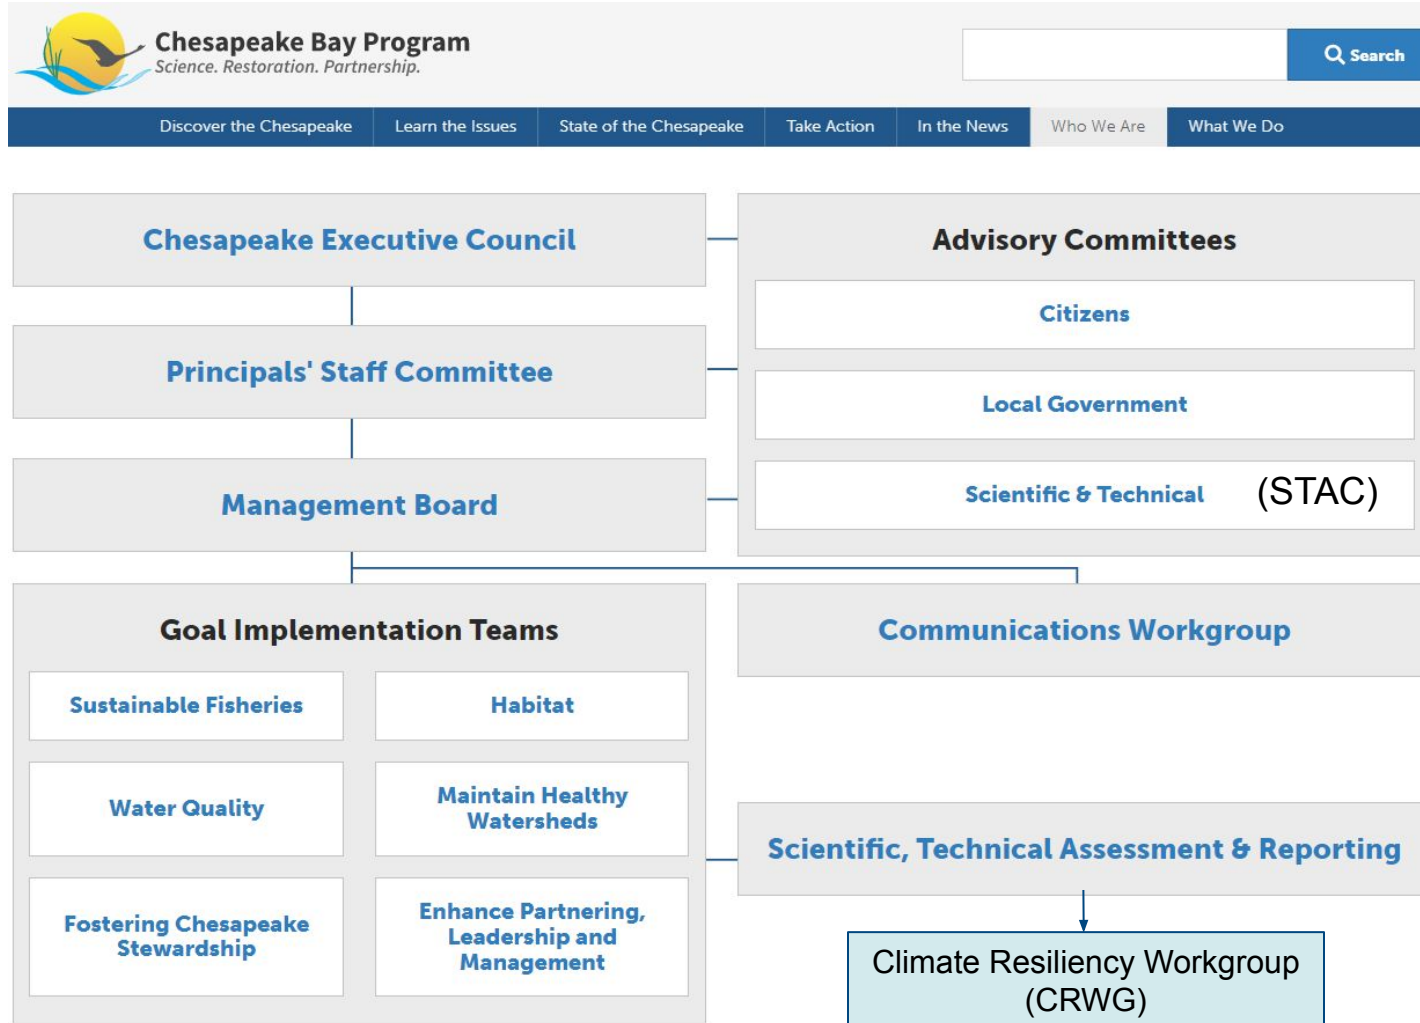 Chesapeake Bay Program
Science. Restoration. Partnership.
Search
Discover the Chesapeake
Learn the Issues
State of the Chesapeake
Take Action
In the News
Who We Are
What We Do
Chesapeake Executive Council
Principals' Staff Committee
Management Board
Advisory Committees
Citizens
Local Government
Scientific & Technical (STAC)
Goal Implementation Teams
Sustainable Fisheries
Habitat
Water Quality
Maintain Healthy
Watersheds
Fostering Chesapeake
Stewardship
Enhance Partnering,
Leadership and
Management
Communications Workgroup
Scientific, Technical Assessment & Reporting
Climate Resiliency Workgroup
(CRWG)